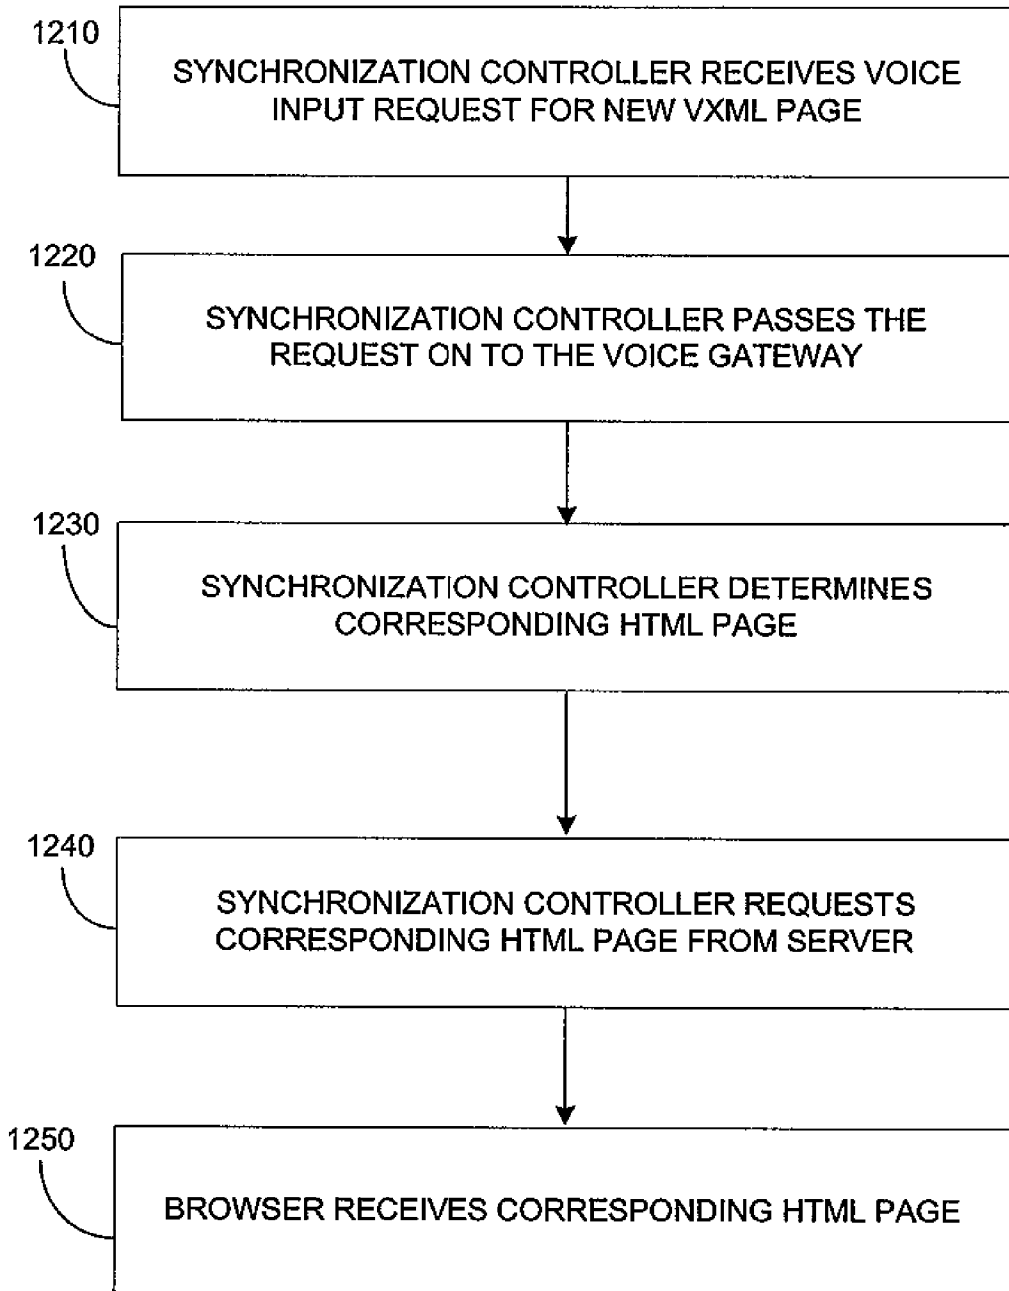 1210
SYNCHRONIZATION CONTROLLER RECEIVES VOICE
INPUT REQUEST FOR NEW VXML PAGE
1220
SYNCHRONIZATION CONTROLLER PASSES THE
REQUEST ON TO THE VOICE GATEWAY
1230
SYNCHRONIZATION CONTROLLER DETERMINES
CORRESPONDING HTML PAGE
1240
SYNCHRONIZATION CONTROLLER REQUESTS
CORRESPONDING HTML PAGE FROM SERVER
1250
BROWSER RECEIVES CORRESPONDING HTML PAGE